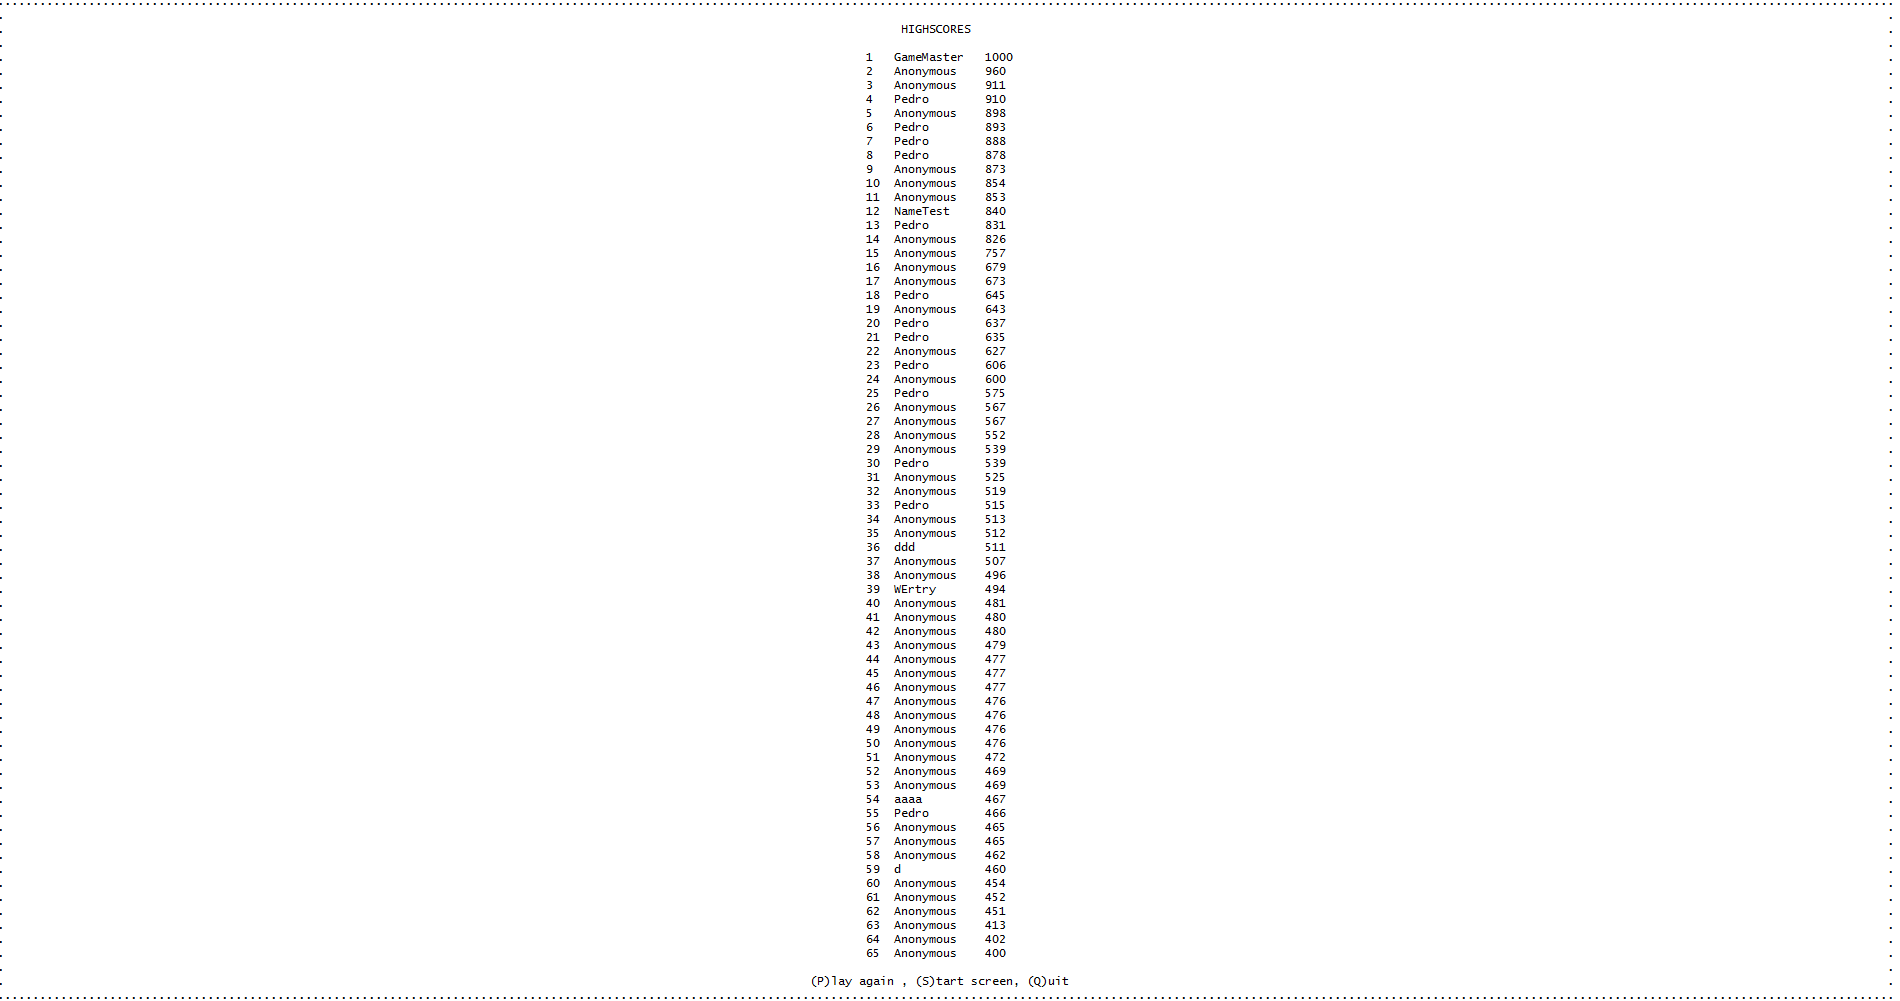 HIGHSCORES
1 GameMaster 1000
2 Anonymous 960
3 Anonymous 911
4 Pedro 910
5 Anonymous 898
6 Pedro 893
7 Pedro 888
8 Pedro 878
9 Anonymous 873
10 Anonymous 854
11 Anonymous 853
12 NameTest 840
13 Pedro 831
14 Anonymous 826
15 Anonymous 757
16 Anonymous 679
17 Anonymous 673
18 Pedro 645
19 Anonymous 643
20 Pedro 637
21 Pedro 635
22 Anonymous 627
23 Pedro 606
24 Anonymous 600
25 Pedro 575
26 Anonymous 567
27 Anonymous 567
28 Anonymous 552
29 Anonymous 539
30 Pedro 539
31 Anonymous 525
32 Anonymous 519
33 Pedro 515
34 Anonymous 513
35 Anonymous 512
36 ddd 511
37 Anonymous 507
38 Anonymous 496
39 WErtry 494
40 Anonymous 481
41 Anonymous 480
42 Anonymous 480
43 Anonymous 479
44 Anonymous 477
45 Anonymous 477
46 Anonymous 477
47 Anonymous 476
48 Anonymous 476
49 Anonymous 476
50 Anonymous 476
51 Anonymous 472
52 Anonymous 469
53 Anonymous 469
54 aaaa 467
55 Pedro 466
56 Anonymous 465
57 Anonymous 465
58 Anonymous 462
59 d 460
60 Anonymous 454
61 Anonymous 452
62 Anonymous 451
63 Anonymous 413
64 Anonymous 402
65 Anonymous 400
(P)lay again , (S)tart screen, (Q)uit